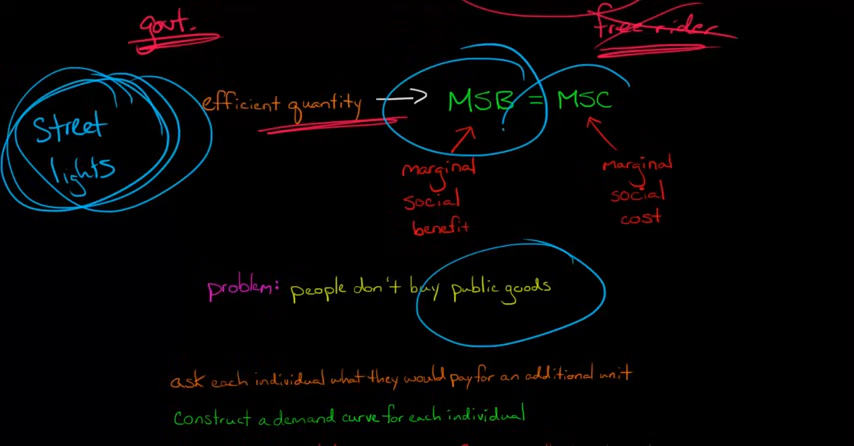 govt.
free rider
efficient quantity → MSB = MSC
?
Street
lights
marginal
social
benefit
marginal
social
cost
problem: people don't buy public goods
ask each individual what they would pay for an additional unit
construct a demand curve for each individual